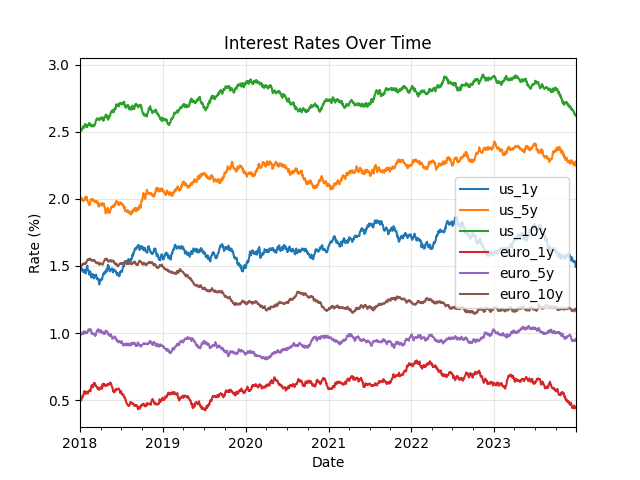 Interest Rates Over Time
3.0
2.5
2.0
1.5
1.0
0.5
Rate (%)
us_1y
us_5y
us_10y
euro_1y
euro_5y
euro_10y
2018 2019 2020 2021 2022 2023
Date